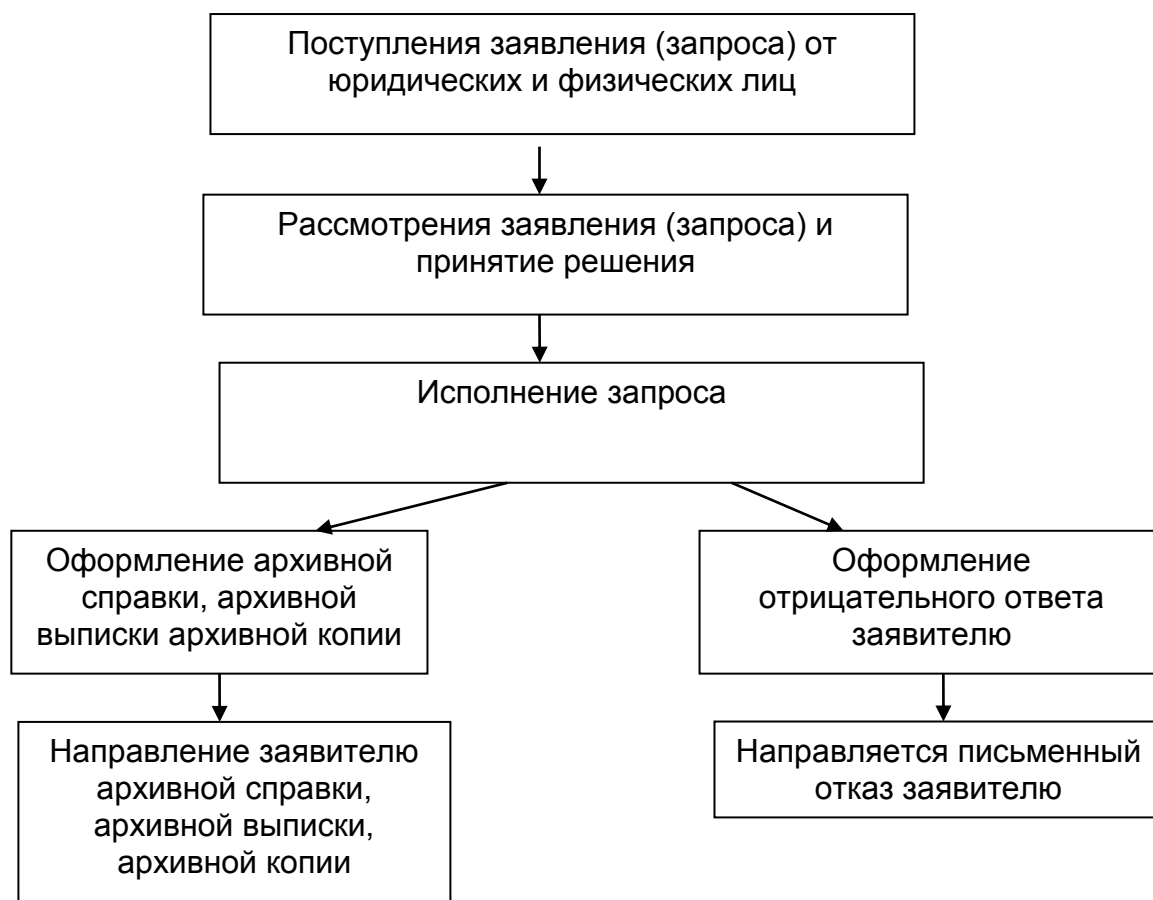 Поступления заявления (запроса) от
юридических и физических лиц
Рассмотрения заявления (запроса) и
принятие решения
Исполнение запроса
Оформление архивной
справки, архивной
выписки архивной копии
Оформление
отрицательного ответа
заявителю
Направление заявителю
архивной справки,
архивной выписки,
архивной копии
Направляется письменный
отказ заявителю